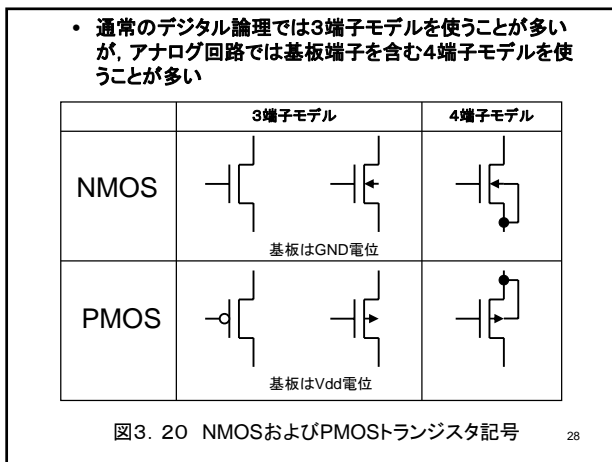 • 通常のデジタル論理では3端子モデルを使うことが多い
が，アナログ回路では基板端子を含む4端子モデルを使
うことが多い
3端子モデル 4端子モデル
NMOS
基板はGND電位
PMOS
基板はVdd電位
図3．20 NMOSおよびPMOSトランジスタ記号
28